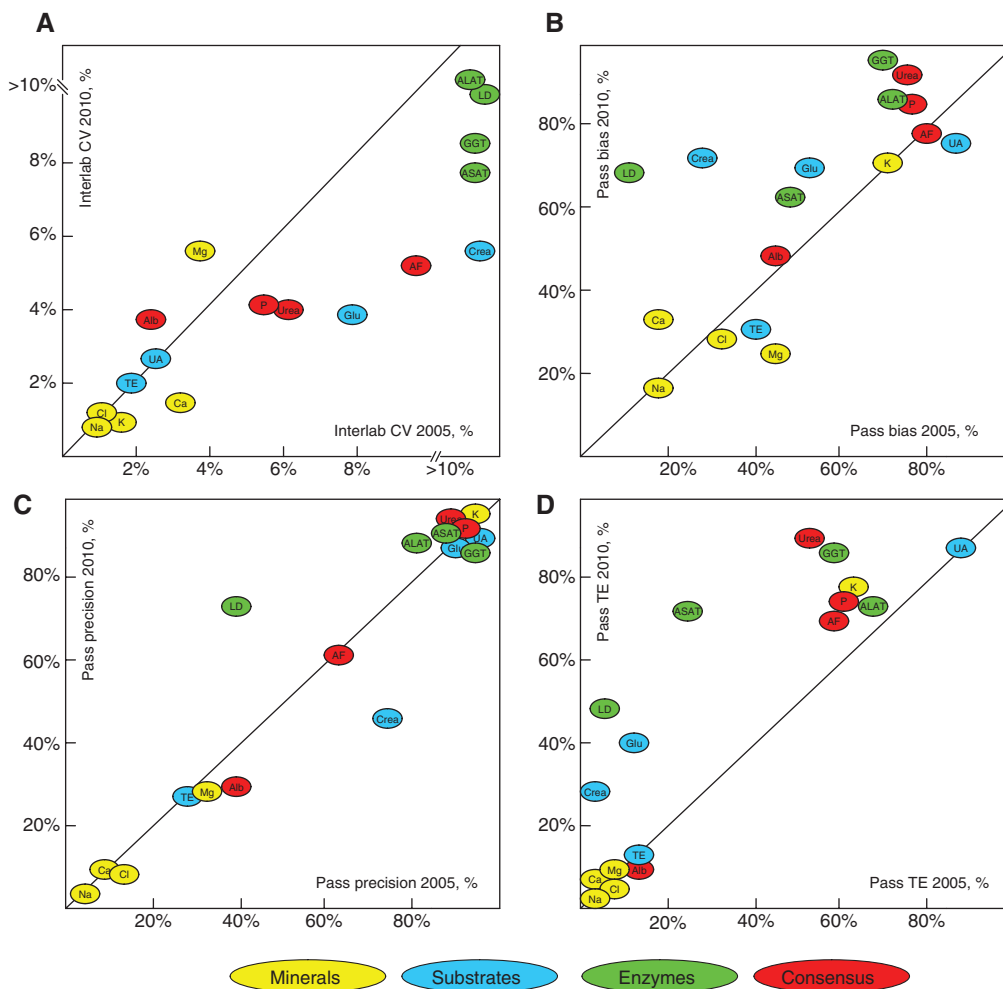 A
Interlab CV 2010, %
>10%
8%
6%
4%
2%
ALAT
LD
GGT
ASAT
Mg
Crea
AF
P
Urea
Glu
Alb
UA
TE
Ca
Cl
K
Na
Interlab CV 2005, %
2%
4%
6%
8%
>10%
B
Pass bias 2010, %
80%
60%
40%
20%
GGT
Urea
ALAT
P
AF
UA
K
Crea
LD
Glu
ASAT
Alb
Ca
TE
Cl
Mg
Na
Pass bias 2005, %
20%
40%
60%
80%
C
Pass precision 2010, %
80%
60%
40%
20%
Urea
K
P
ASAT
UA
ALAT
Glu
GGT
LD
AF
Crea
TE
Mg
Alb
Ca
Cl
Na
Pass precision 2005, %
20%
40%
60%
80%
D
Pass TE 2010, %
80%
60%
40%
20%
Urea
GGT
UA
K
P
ALAT
AF
ASAT
LD
Glu
Crea
TE
Mg
Alb
Ca
Cl
Na
Pass TE 2005, %
20%
40%
60%
80%
Minerals
Substrates
Enzymes
Consensus